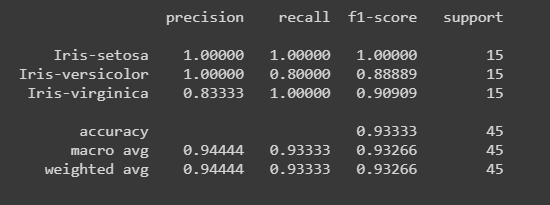 precision recall f1-score support
Iris-setosa 1.00000 1.00000 1.00000 15
Iris-versicolor 1.00000 0.80000 0.88889 15
Iris-virginica 0.83333 1.00000 0.90909 15
accuracy 0.93333 45
macro avg 0.94444 0.93333 0.93266 45
weighted avg 0.94444 0.93333 0.93266 45